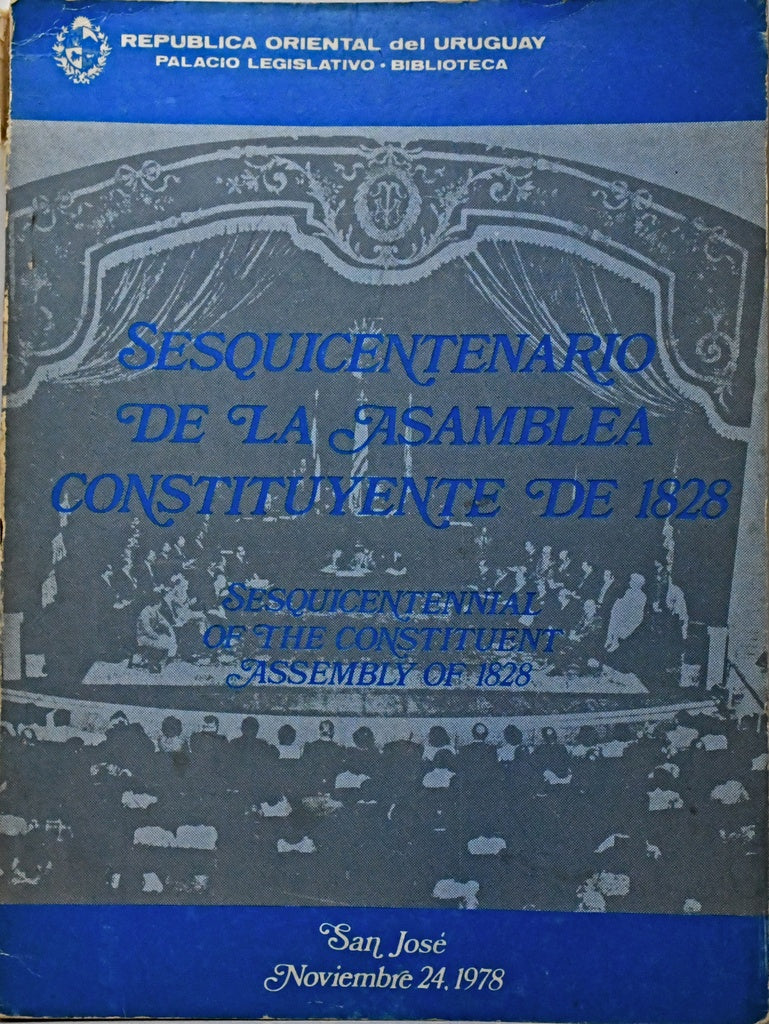 REPUBLICA ORIENTAL del URUGUAY
PALACIO LEGISLATIVO • BIBLIOTECA
SESQUICENTENARIO
DE LA ASAMBLEA
CONSTITUYENTE DE 1828
SESQUICENTENNIAL
OF THE CONSTITUENT
ASSEMBLY OF 1828
San José
Noviembre 24, 1978